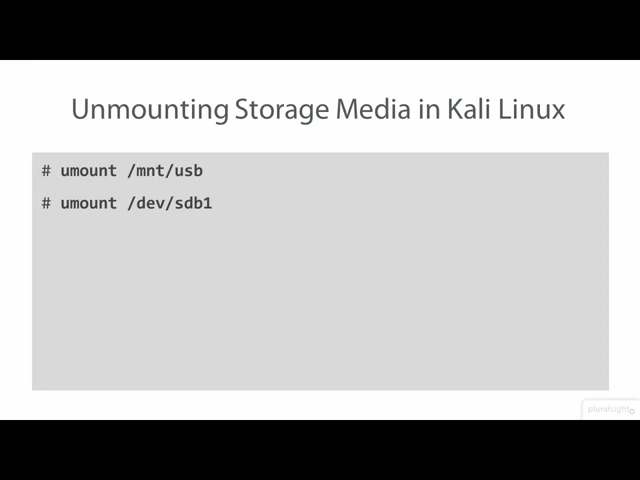 Unmounting Storage Media in Kali Linux
# umount /mnt/usb
# umount /dev/sdb1
pluralsight